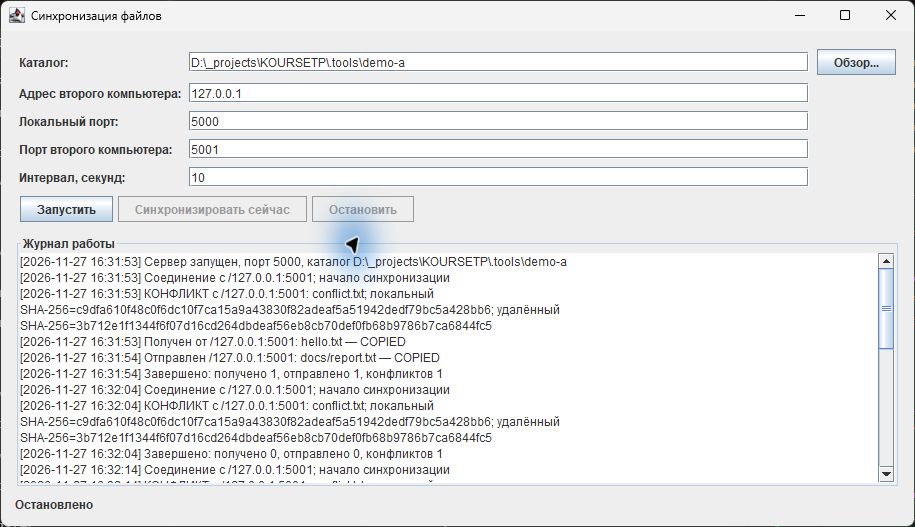 Синхронизация файлов
Каталог: D:\_projects\KOURSETP\.tools\demo-a Обзор...
Адрес второго компьютера: 127.0.0.1
Локальный порт: 5000
Порт второго компьютера: 5001
Интервал, секунд: 10
Запустить Синхронизировать сейчас Остановить
Журнал работы
[2026-11-27 16:31:53] Сервер запущен, порт 5000, каталог D:\_projects\KOURSETP\.tools\demo-a
[2026-11-27 16:31:53] Соединение с /127.0.0.1:5001; начало синхронизации
[2026-11-27 16:31:53] КОНФЛИКТ с /127.0.0.1:5001: conflict.txt; локальный
SHA-256=c9dfa610f48c0f6dc10f7ca15a9a43830f82adeaf5a51942dedf79bc5a428bb6; удалённый
SHA-256=3b712e1f1344f6f07d16cd264dbdeaf56eb8cb70def0fb68b9786b7ca6844fc5
[2026-11-27 16:31:53] Получен от /127.0.0.1:5001: hello.txt — COPIED
[2026-11-27 16:31:54] Отправлен /127.0.0.1:5001: docs/report.txt — COPIED
[2026-11-27 16:31:54] Завершено: получено 1, отправлено 1, конфликтов 1
[2026-11-27 16:32:04] Соединение с /127.0.0.1:5001; начало синхронизации
[2026-11-27 16:32:04] КОНФЛИКТ с /127.0.0.1:5001: conflict.txt; локальный
SHA-256=c9dfa610f48c0f6dc10f7ca15a9a43830f82adeaf5a51942dedf79bc5a428bb6; удалённый
SHA-256=3b712e1f1344f6f07d16cd264dbdeaf56eb8cb70def0fb68b9786b7ca6844fc5
[2026-11-27 16:32:04] Завершено: получено 0, отправлено 0, конфликтов 1
[2026-11-27 16:32:14] Соединение с /127.0.0.1:5001; начало синхронизации
Остановлено